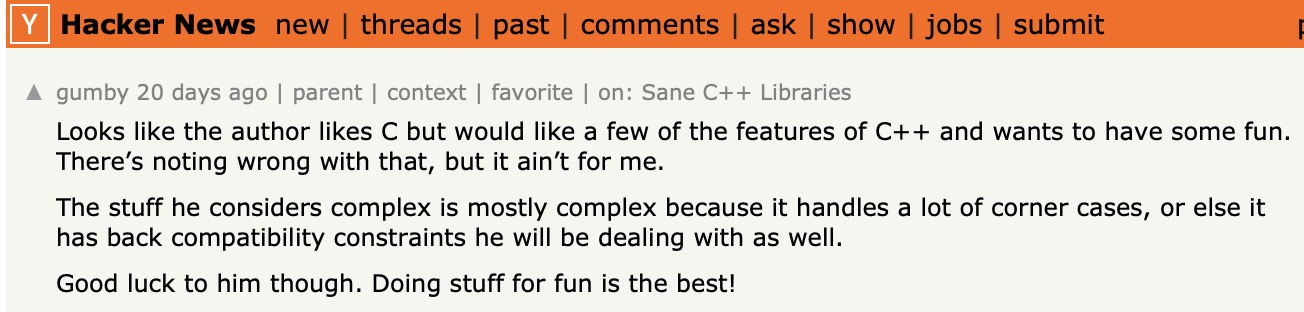 Y Hacker News new | threads | past | comments | ask | show | jobs | submit
▲ gumby 20 days ago | parent | context | favorite | on: Sane C++ Libraries
Looks like the author likes C but would like a few of the features of C++ and wants to have some fun.
There’s noting wrong with that, but it ain’t for me.
The stuff he considers complex is mostly complex because it handles a lot of corner cases, or else it
has back compatibility constraints he will be dealing with as well.
Good luck to him though. Doing stuff for fun is the best!